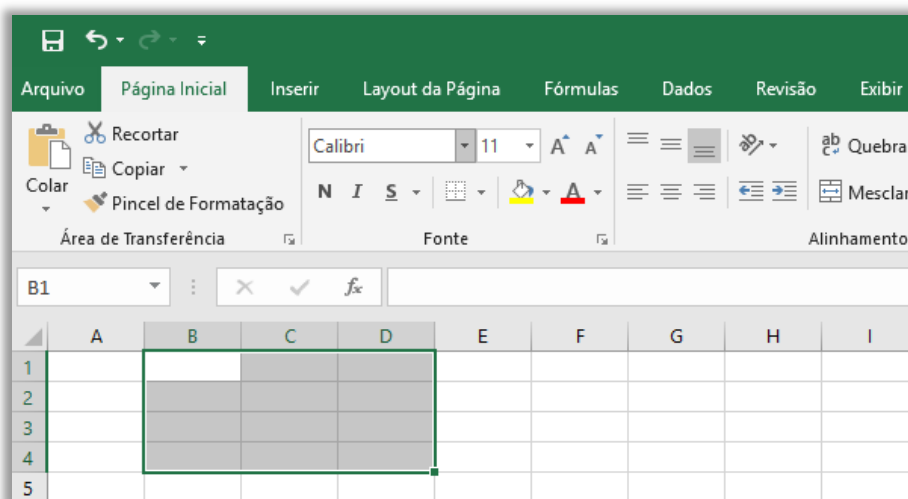 Arquivo Página Inicial Inserir Layout da Página Fórmulas Dados Revisão Exibir
Colar
Recortar
Copiar
Pincel de Formatação
Área de Transferência
Calibri 11 A A
N I S A
Fonte
ab Quebra
c
Mesclar
Alinhamento
B1 fx
A B C D E F G H I
1
2
3
4
5